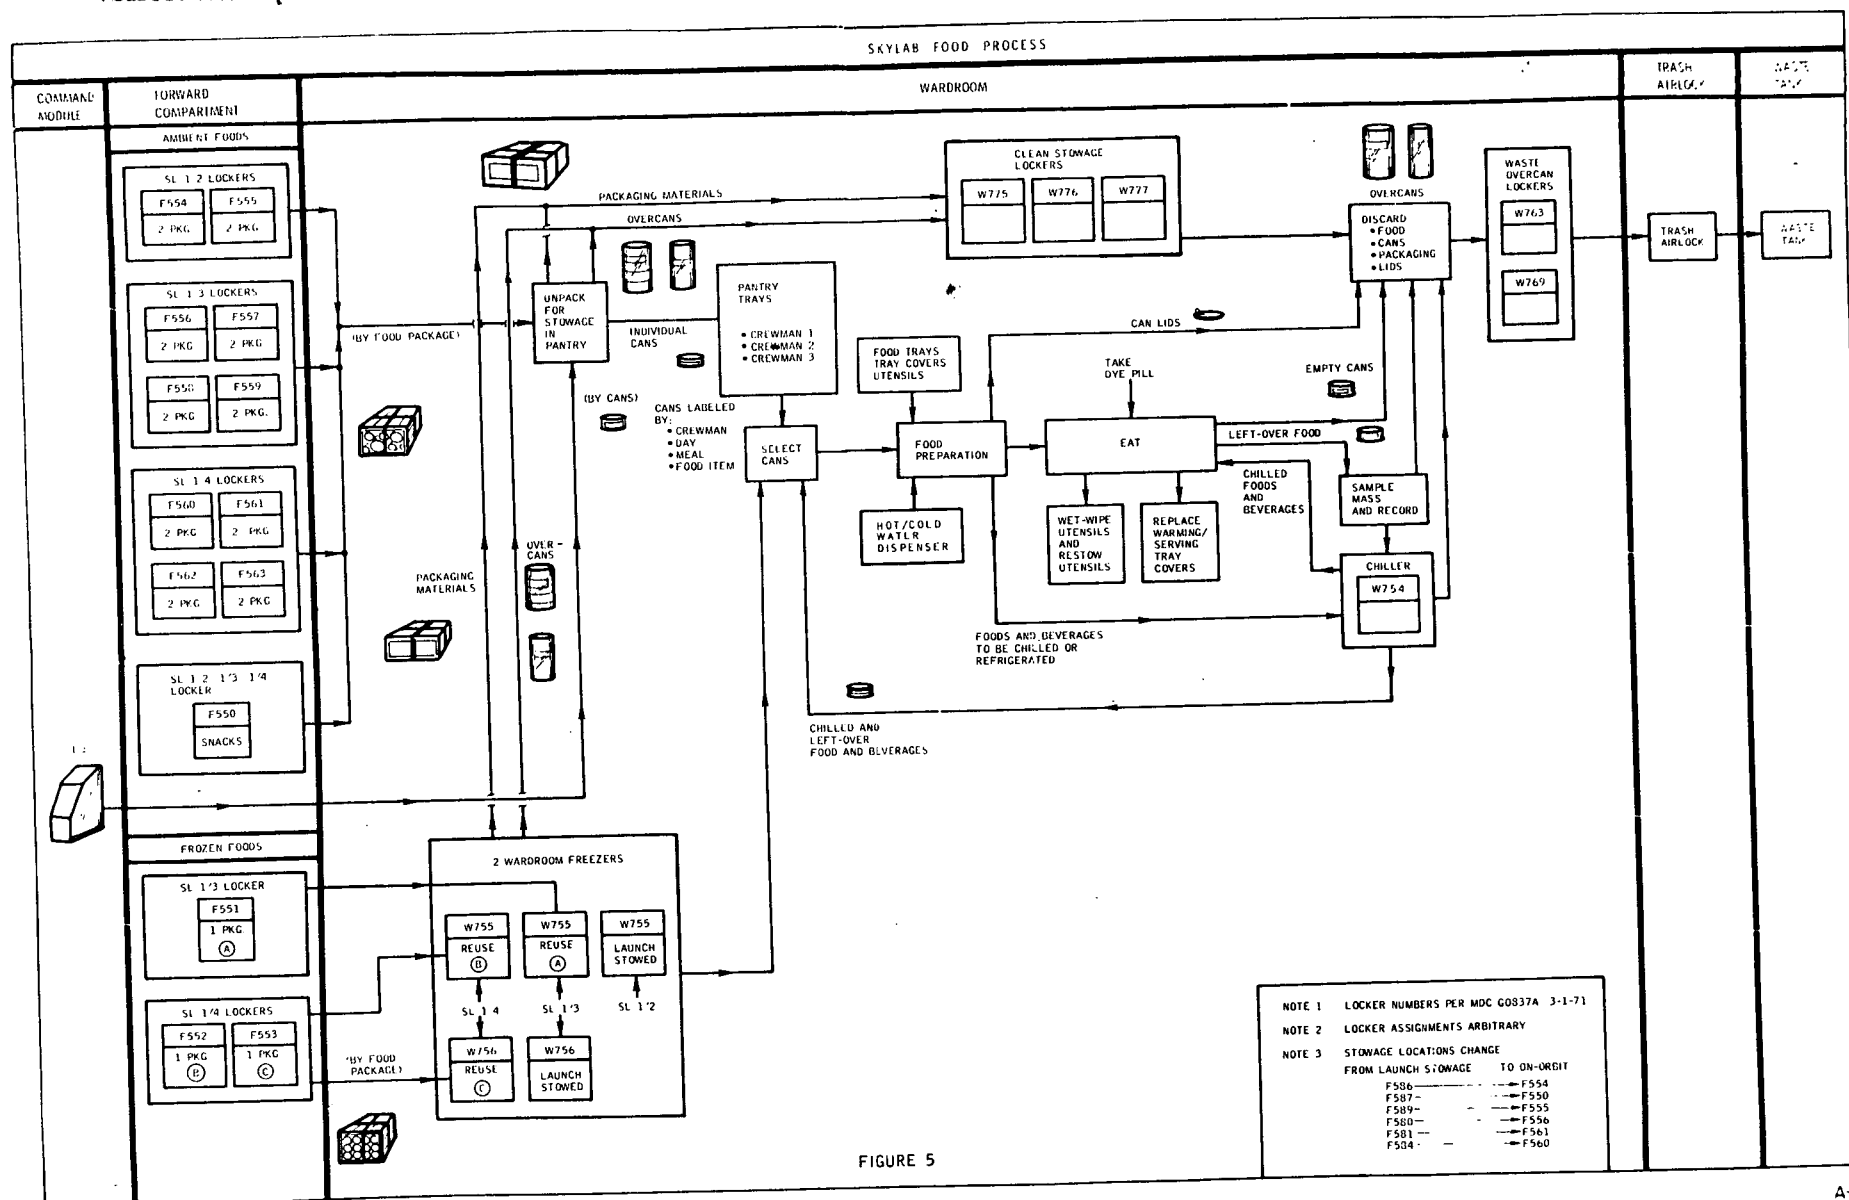 SKYLAB FOOD PROCESS
COMMAND
MODULE
FORWARD
COMPARTMENT
WARDROOM
TRASH
AIRLOCK
WASTE
TANK
AMBIENT FOODS
SL 1 2 LOCKERS
F554
F555
2 PKG
2 PKG
SL 1 3 LOCKERS
F556
F557
2 PKG
2 PKG
F558
F559
2 PKG
2 PKG.
SL 1 4 LOCKERS
F560
F561
2 PKG
2 PKG
F562
F563
2 PKG
2 PKG
SL 1 2 1/3 1/4
LOCKER
F550
SNACKS
FROZEN FOODS
SL 1/3 LOCKER
F551
1 PKG
A
SL 1/4 LOCKERS
F552
F553
1 PKG
1 PKG
B
C
(BY FOOD PACKAGE)
(BY FOOD
PACKAGE)
PACKAGING MATERIALS
OVERCANS
UNPACK
FOR
STOWAGE
IN
PANTRY
INDIVIDUAL
CANS
(BY CANS)
PANTRY
TRAYS
• CREWMAN 1
• CREWMAN 2
• CREWMAN 3
CANS LABELED
BY:
• CREWMAN
• DAY
• MEAL
• FOOD ITEM
SELECT
CANS
PACKAGING
MATERIALS
OVER-
CANS
CLEAN STOWAGE
LOCKERS
W775
W776
W777
FOOD TRAYS
TRAY COVERS
UTENSILS
FOOD
PREPARATION
HOT/COLD
WATER
DISPENSER
CAN LIDS
TAKE
DYE PILL
EAT
WET-WIPE
UTENSILS
AND
RESTOW
UTENSILS
REPLACE
WARMING/
SERVING
TRAY
COVERS
EMPTY CANS
LEFT-OVER FOOD
CHILLED
FOODS
AND
BEVERAGES
SAMPLE
MASS
AND RECORD
CHILLER
W754
FOODS AND BEVERAGES
TO BE CHILLED OR
REFRIGERATED
CHILLED AND
LEFT-OVER
FOOD AND BEVERAGES
OVERCANS
DISCARD
• FOOD
• CANS
• PACKAGING
• LIDS
WASTE
OVERCAN
LOCKERS
W763
W769
TRASH
AIRLOCK
WASTE
TANK
2 WARDROOM FREEZERS
W755
REUSE
B
W755
REUSE
A
W755
LAUNCH
STOWED
SL 1 4
SL 1/3
SL 1/2
W756
REUSE
C
W756
LAUNCH
STOWED
NOTE 1 LOCKER NUMBERS PER MDC G0837A 3-1-71
NOTE 2 LOCKER ASSIGNMENTS ARBITRARY
NOTE 3 STOWAGE LOCATIONS CHANGE
FROM LAUNCH STOWAGE TO ON-ORBIT
F586 F554
F587 F550
F589 F555
F580 F556
F581 F561
F584 F560
FIGURE 5
A-